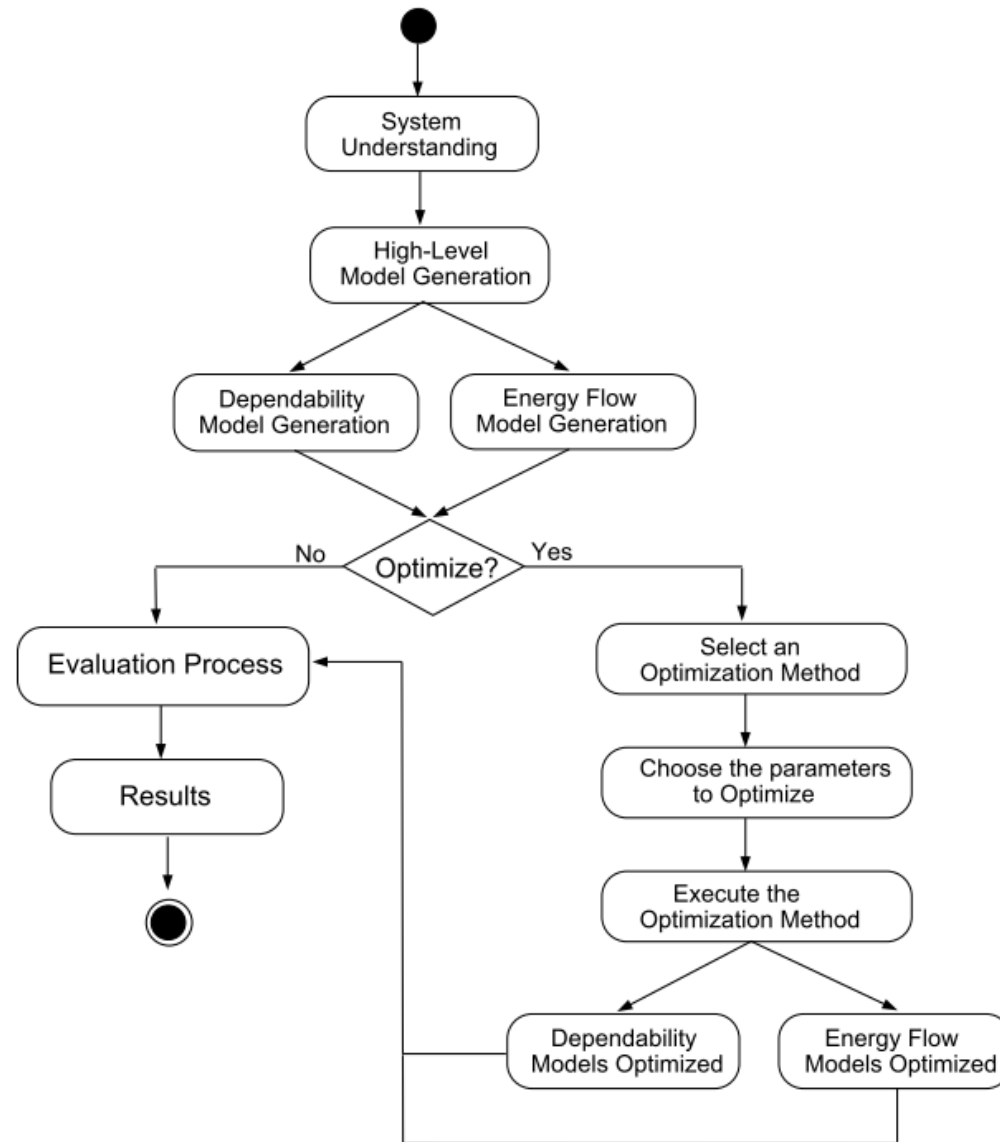 System
Understanding
High-Level
Model Generation
Dependability
Model Generation
Energy Flow
Model Generation
No
Optimize?
Yes
Evaluation Process
Select an
Optimization Method
Results
Choose the parameters
to Optimize
Execute the
Optimization Method
Dependability
Models Optimized
Energy Flow
Models Optimized